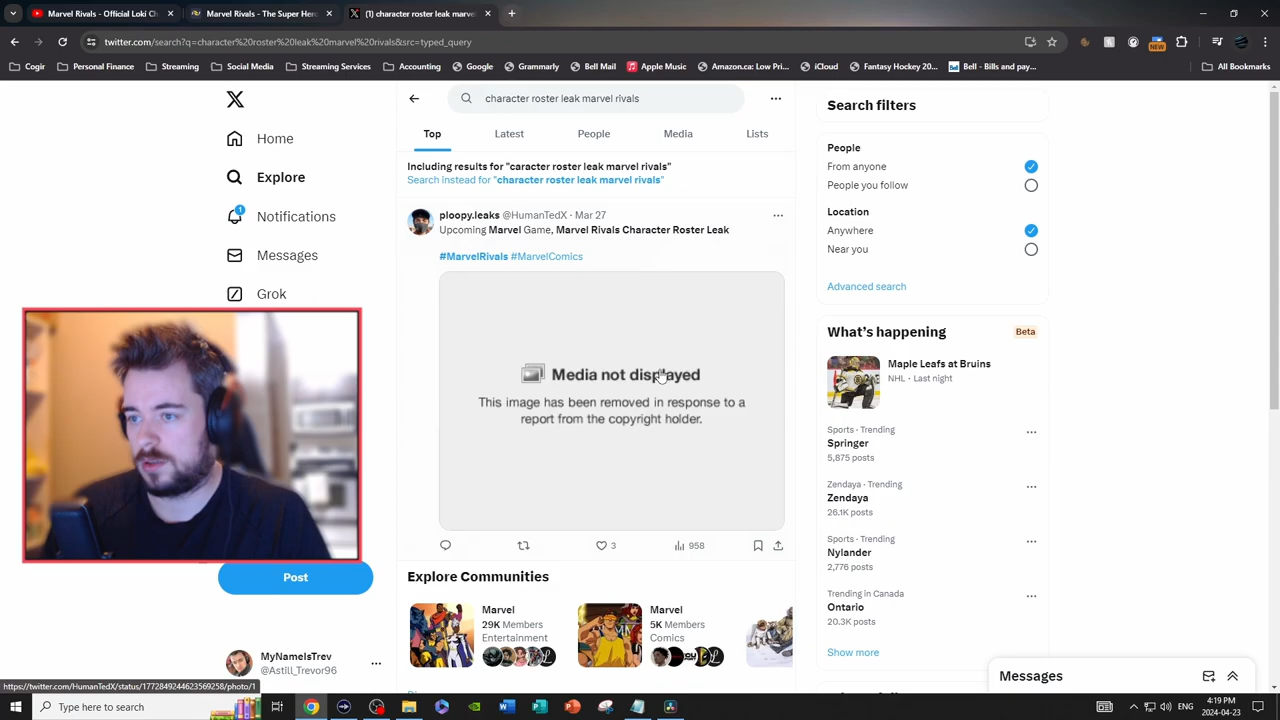 Marvel Rivals - Official Loki Ch
Marvel Rivals - The Super Hero
(1) character roster leak marvel
twitter.com/search?q=character%20roster%20leak%20marvel%20rivals&src=typed_query
Cogir
Personal Finance
Streaming
Social Media
Streaming Services
Accounting
Google
Grammarly
Bell Mail
Apple Music
Amazon.ca: Low Pri...
iCloud
Fantasy Hockey 20...
Bell - Bills and pay...
All Bookmarks
NEW
Home
Explore
1
Notifications
Messages
Grok
Post
MyNameIsTrev
@Astill_Trevor96
character roster leak marvel rivals
Top
Latest
People
Media
Lists
Including results for "caracter roster leak marvel rivals"
Search instead for "character roster leak marvel rivals"
ploopy.leaks @HumanTedX · Mar 27
Upcoming Marvel Game, Marvel Rivals Character Roster Leak
#MarvelRivals #MarvelComics
Media not displayed
This image has been removed in response to a
report from the copyright holder.
3
958
Explore Communities
Marvel
29K Members
Entertainment
Marvel
5K Members
Comics
Search filters
People
From anyone
People you follow
Location
Anywhere
Near you
Advanced search
What's happening
Beta
Maple Leafs at Bruins
NHL · Last night
Sports · Trending
Springer
5,875 posts
Zendaya · Trending
Zendaya
26.1K posts
Sports · Trending
Nylander
2,776 posts
Trending in Canada
Ontario
20.3K posts
Show more
Messages
https://twitter.com/HumanTedX/status/1772849244623569258/photo/1
Type here to search
ENG
4:19 PM
2024-04-23